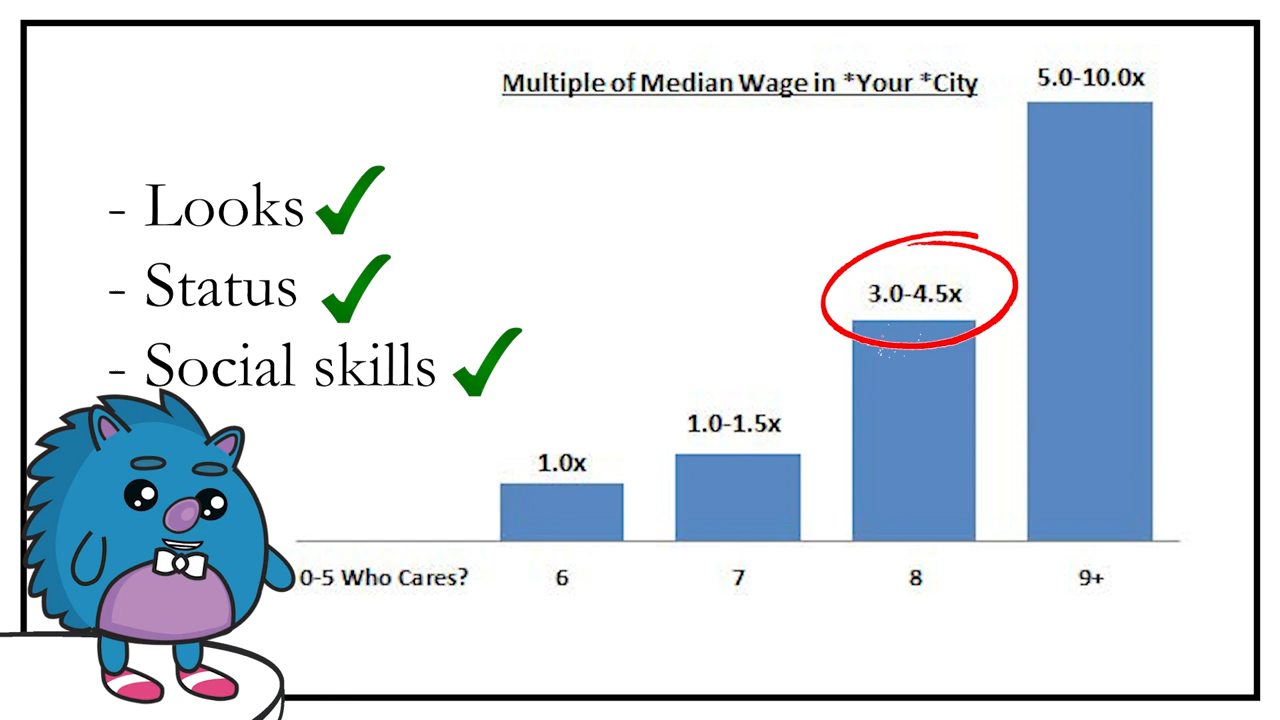 Multiple of Median Wage in *Your *City
5.0-10.0x
- Looks
- Status
- Social skills
3.0-4.5x
1.0-1.5x
1.0x
0-5 Who Cares?
6
7
8
9+